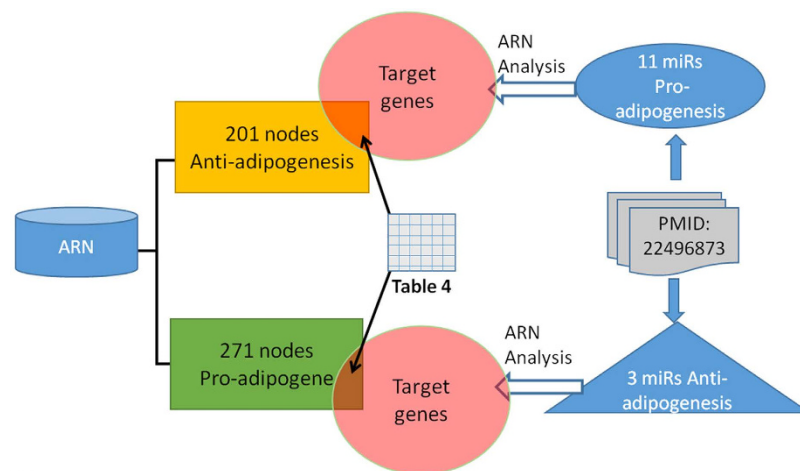 ARN
201 nodes
Anti-adipogenesis
271 nodes
Pro-adipogene
Target
genes
Target
genes
Table 4
ARN
Analysis
ARN
Analysis
11 miRs
Pro-
adipogenesis
PMID:
22496873
3 miRs Anti-
adipogenesis